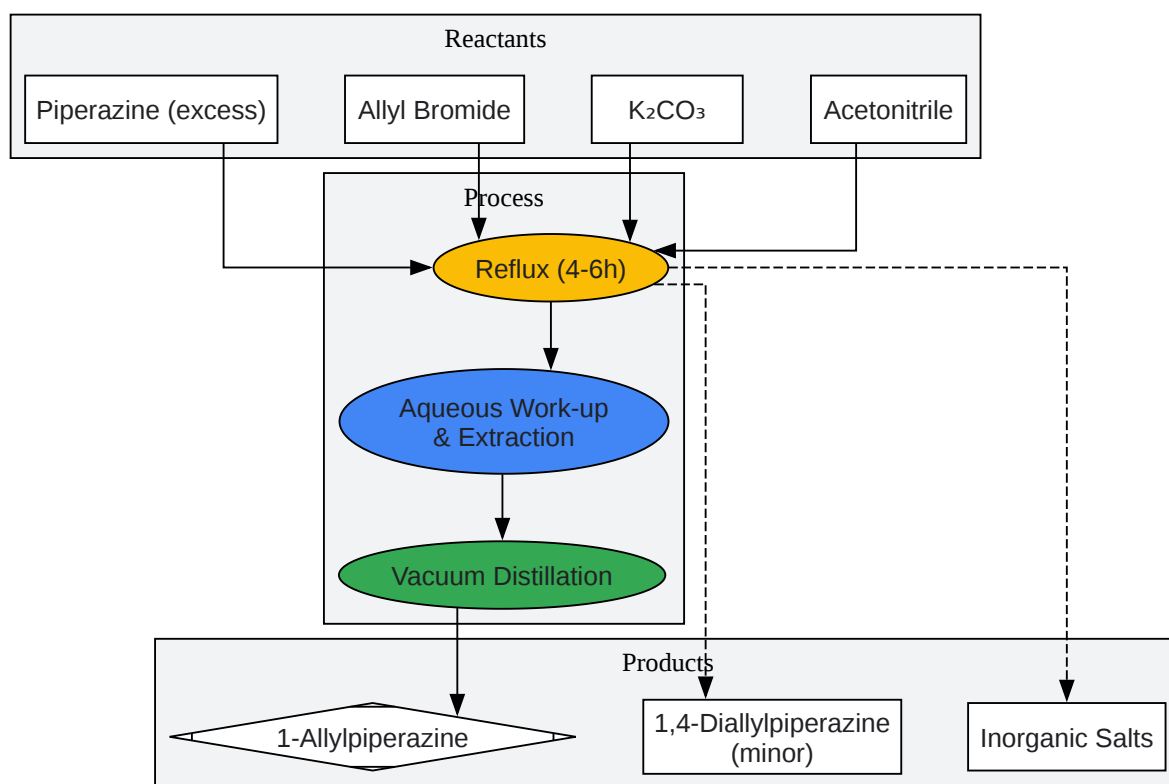 Reactants
Piperazine (excess)
Allyl Bromide
K₂CO₃
Acetonitrile
Process
Reflux (4-6h)
Aqueous Work-up
& Extraction
Vacuum Distillation
Products
1-Allylpiperazine
1,4-Diallylpiperazine
(minor)
Inorganic Salts